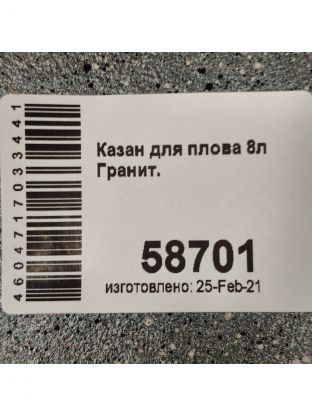 4604717033441
Казан для плова 8л
Гранит.
58701
изготовлено: 25-Feb-21